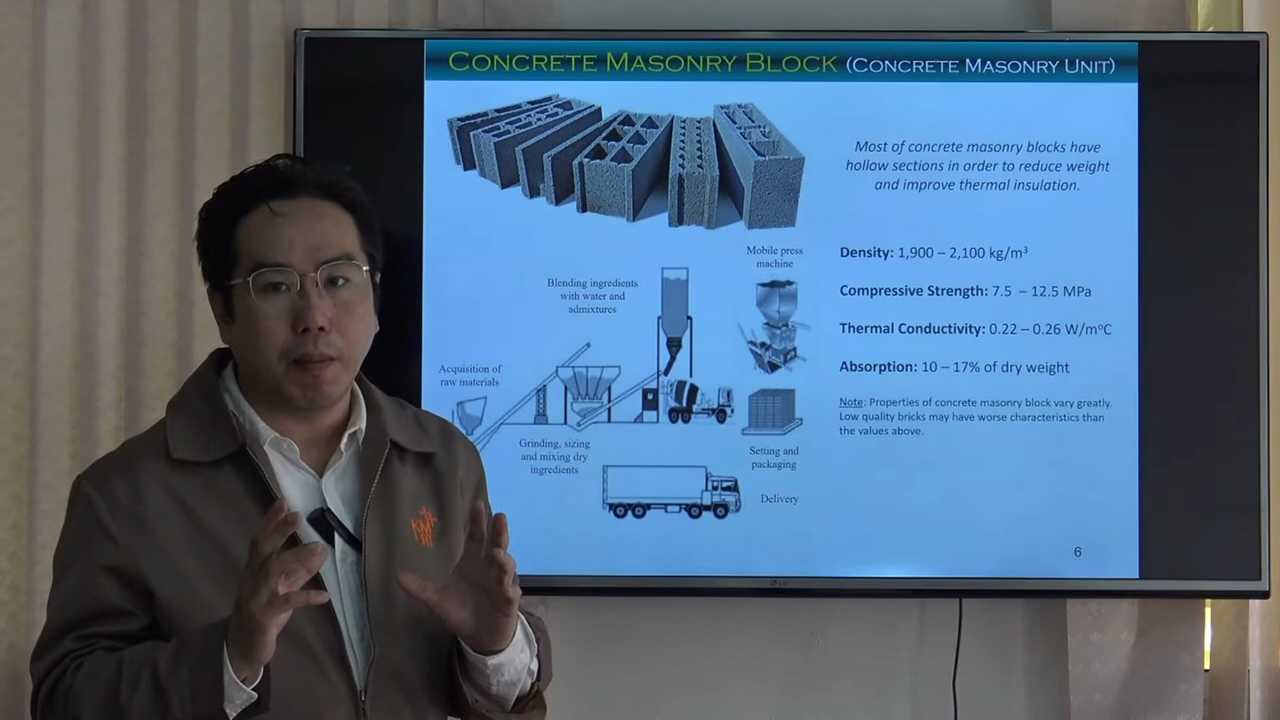 CONCRETE MASONRY BLOCK (CONCRETE MASONRY UNIT)
Most of concrete masonry blocks have
hollow sections in order to reduce weight
and improve thermal insulation.
Mobile press
machine
Blending ingredients
with water and
admixtures
Acquisition of
raw materials
Grinding, sizing
and mixing dry
ingredients
Setting and
packaging
Delivery
Density: 1,900 – 2,100 kg/m³
Compressive Strength: 7.5 – 12.5 MPa
Thermal Conductivity: 0.22 – 0.26 W/m°C
Absorption: 10 – 17% of dry weight
Note: Properties of concrete masonry block vary greatly.
Low quality bricks may have worse characteristics than
the values above.
6
LG